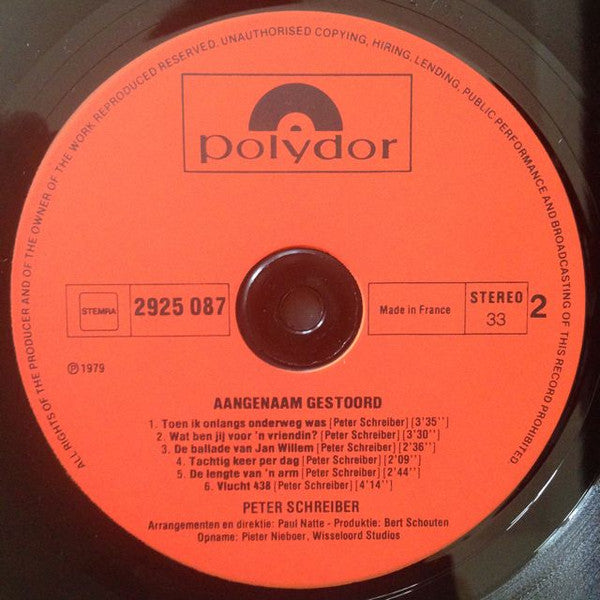 ALL RIGHTS OF THE PRODUCER AND OF THE OWNER OF THE WORK REPRODUCED RESERVED. UNAUTHORISED COPYING, HIRING, LENDING, PUBLIC PERFORMANCE AND BROADCASTING OF THIS RECORD PROHIBITED
polydor
STEMRA 2925 087
Made in France STEREO 33 2
Ⓟ 1979
AANGENAAM GESTOORD
1. Toen ik onlangs onderweg was [Peter Schreiber] [3'35'']
2. Wat ben jij voor 'n vriendin? [Peter Schreiber] [3'30'']
3. De ballade van Jan Willem [Peter Schreiber] [2'36'']
4. Tachtig keer per dag [Peter Schreiber] [2'09'']
5. De lengte van 'n arm [Peter Schreiber] [2'44'']
6. Vlucht 438 [Peter Schreiber] [4'14'']
PETER SCHREIBER
Arrangementen en direktie: Paul Natte - Produktie: Bert Schouten
Opname: Pieter Nieboer, Wisseloord Studios